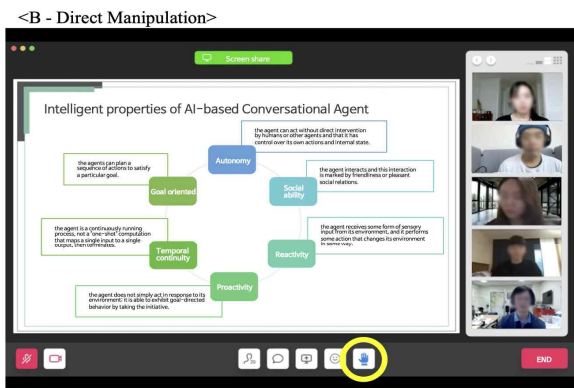 <B - Direct Manipulation>
Screen share
Intelligent properties of AI-based Conversational Agent
the agent can act without direct intervention
by humans or other agents and that it has
control over its own actions and internal state.
Autonomy
the agents can plan a
sequence of actions to satisfy
a particular goal.
Goal oriented
Social
ability
the agent interacts and this interaction
is marked by friendliness or pleasant
social relations.
the agent is a continuously running
process, not a "one-shot" computation
that maps a single input to a single
output, then terminates.
Temporal
continuity
Reactivity
the agent receives some form of sensory
input from its environment, and it performs
some action that changes its environment
in some way.
Proactivity
the agent does not simply act in response to its
environment: it is able to exhibit goal-directed
behavior by taking the initiative.
END